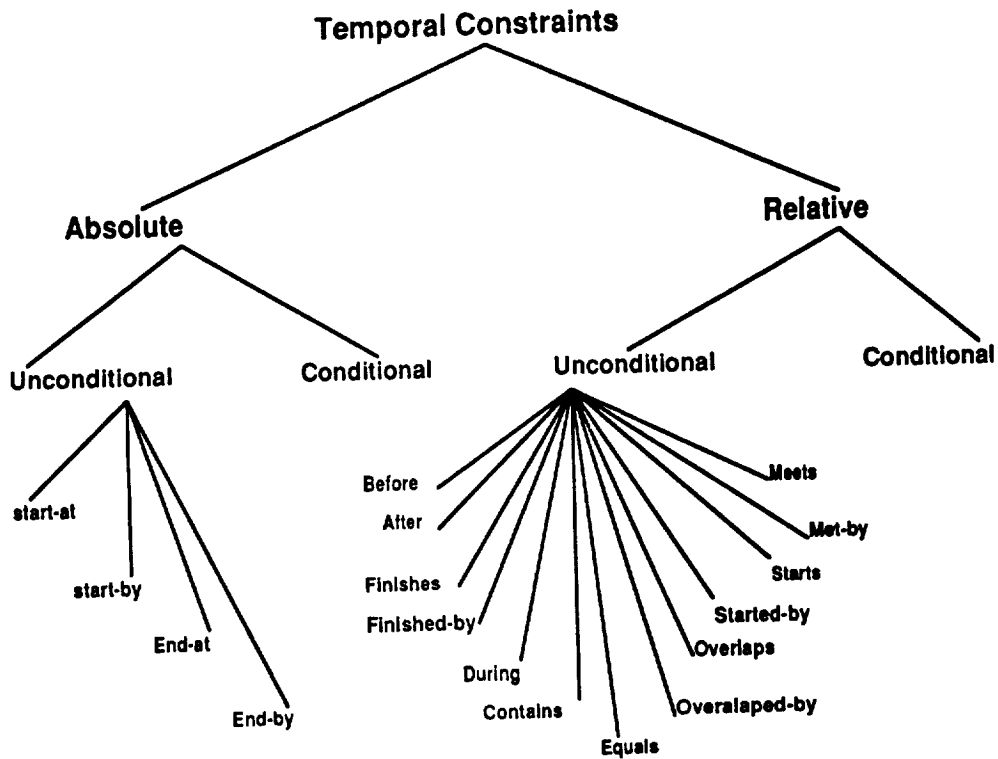 Temporal Constraints
Absolute
Relative
Unconditional
Conditional
Unconditional
Conditional
start-at
start-by
End-at
End-by
Before
After
Finishes
Finished-by
During
Contains
Equals
Overalaped-by
Overlaps
Started-by
Starts
Met-by
Meets